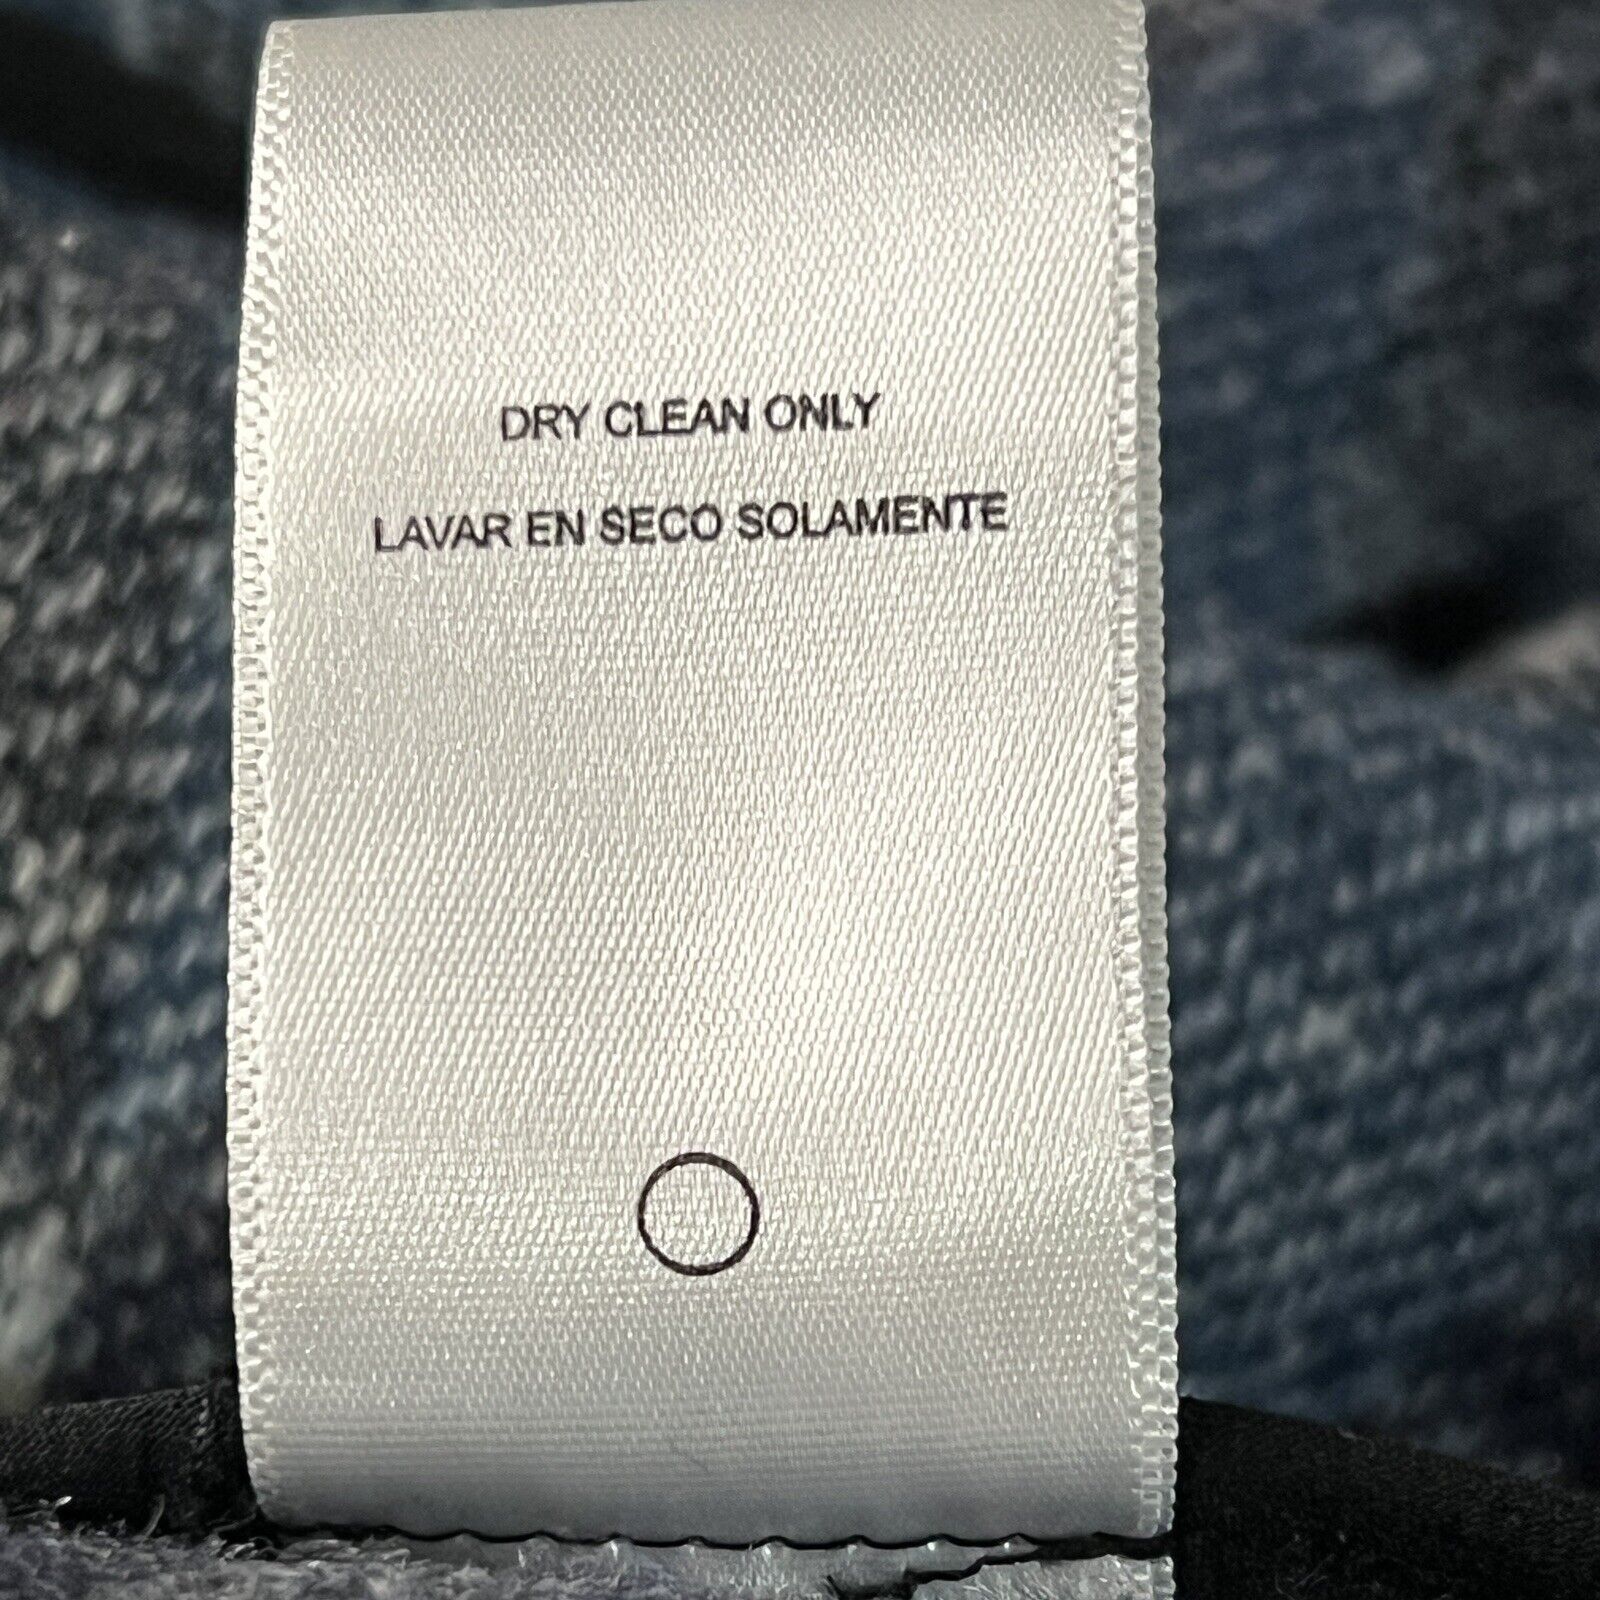 DRY CLEAN ONLY
LAVAR EN SECO SOLAMENTE